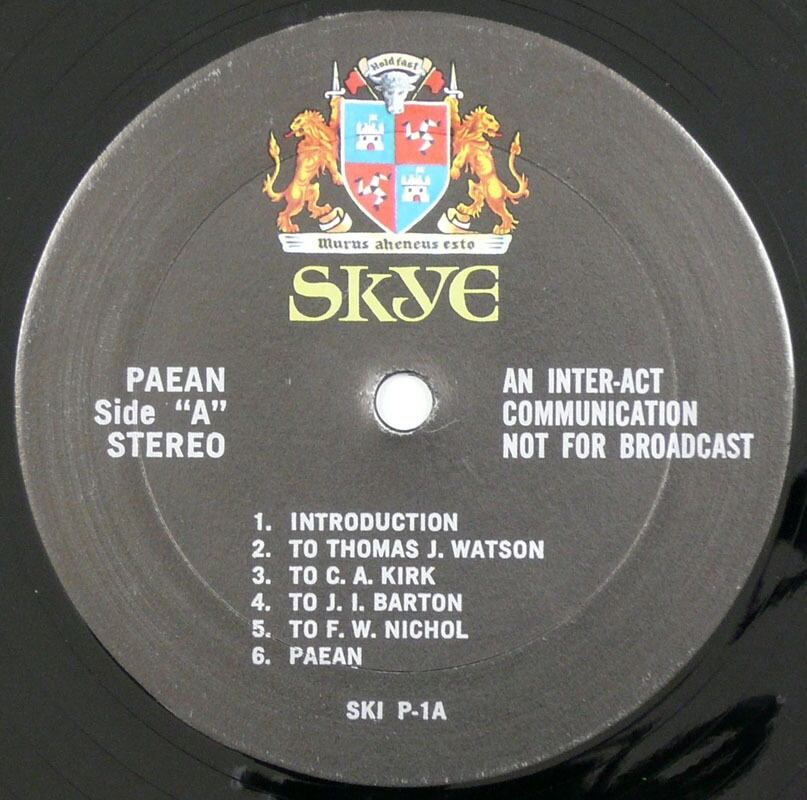 Hold fast
Murus aheneus esto
SKYE
PAEAN
Side “A”
STEREO
AN INTER-ACT
COMMUNICATION
NOT FOR BROADCAST
1. INTRODUCTION
2. TO THOMAS J. WATSON
3. TO C. A. KIRK
4. TO J. I. BARTON
5. TO F. W. NICHOL
6. PAEAN
SKI P-1A